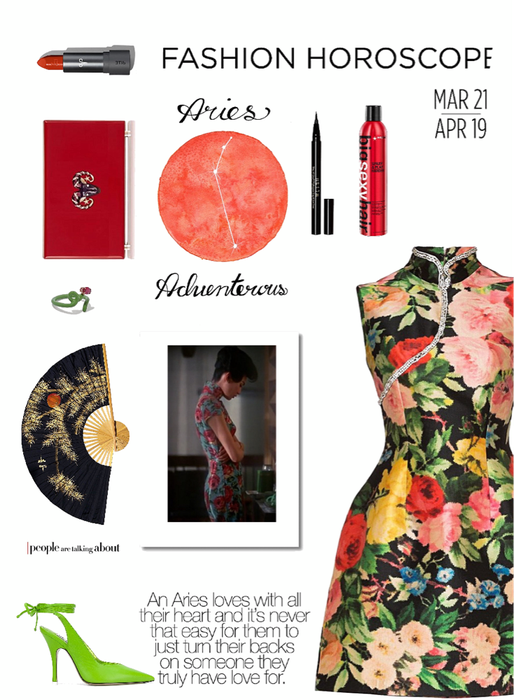 FASHION HOROSCOPE
Aries
MAR 21
APR 19
big sexy hair
Adventerous
people are talking about
An Aries loves with all
their heart and it's never
that easy for them to
just turn their backs
on someone they
truly have love for.